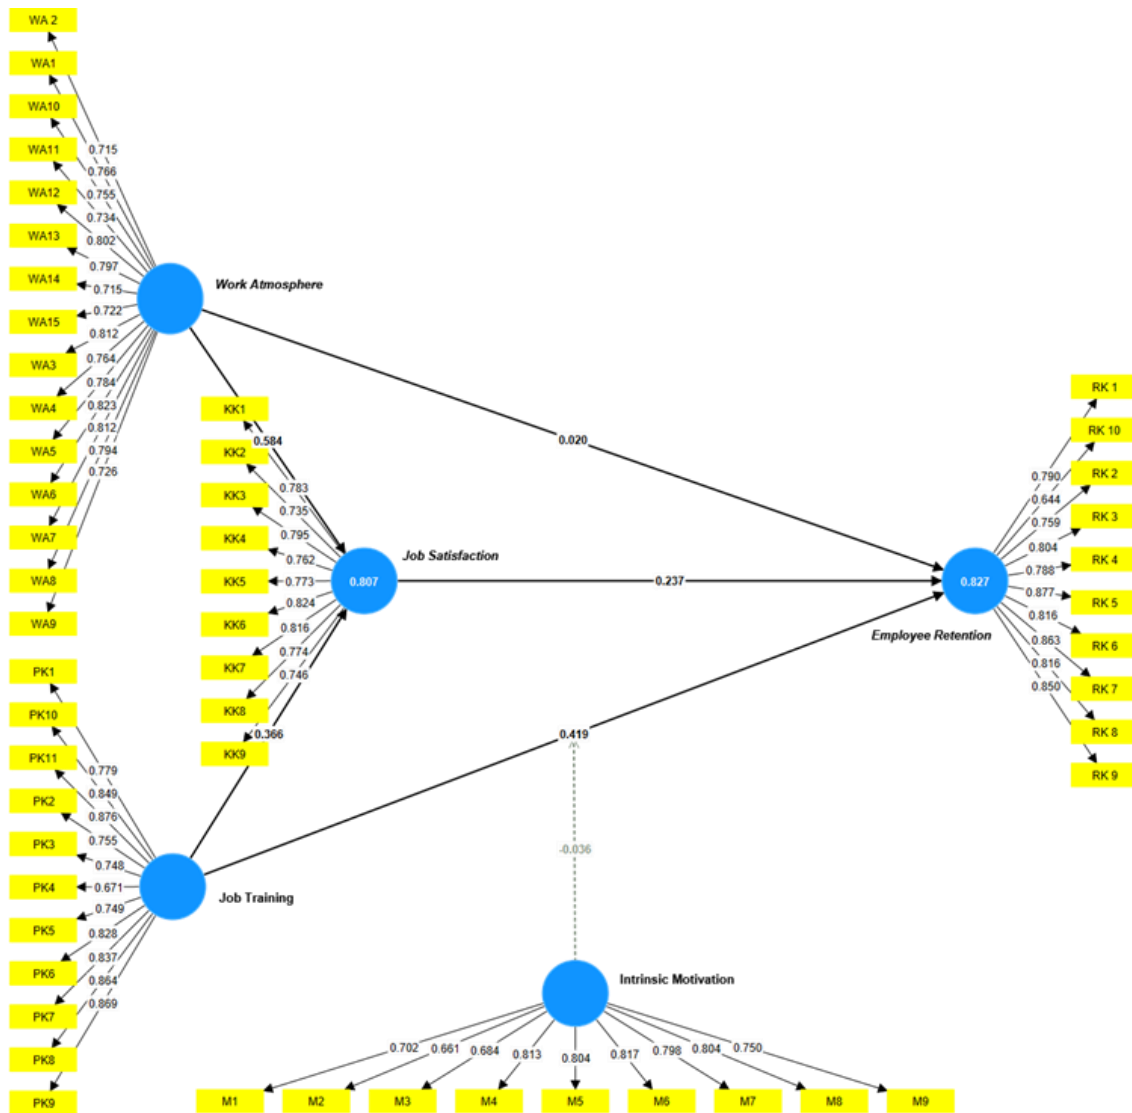 WA 2
WA1
WA10
WA11
WA12
WA13
WA14
WA15
WA3
WA4
WA5
WA6
WA7
WA8
WA9
0.715
0.766
0.755
0.734
0.802
0.797
0.715
0.722
0.812
0.764
0.784
0.823
0.812
0.794
0.726
Work Atmosphere
KK1
KK2
KK3
KK4
KK5
KK6
KK7
KK8
KK9
0.584
0.783
0.735
0.795
0.762
0.773
0.824
0.816
0.774
0.746
0.366
Job Satisfaction
0.807
0.020
0.237
0.419
-0.036
0.827
Employee Retention
RK 1
RK 10
RK 2
RK 3
RK 4
RK 5
RK 6
RK 7
RK 8
RK 9
0.790
0.644
0.759
0.804
0.788
0.877
0.816
0.863
0.816
0.850
PK1
PK10
PK11
PK2
PK3
PK4
PK5
PK6
PK7
PK8
PK9
0.779
0.849
0.876
0.755
0.748
0.671
0.749
0.828
0.837
0.864
0.869
Job Training
Intrinsic Motivation
0.702
0.661
0.684
0.813
0.804
0.817
0.798
0.804
0.750
M1
M2
M3
M4
M5
M6
M7
M8
M9